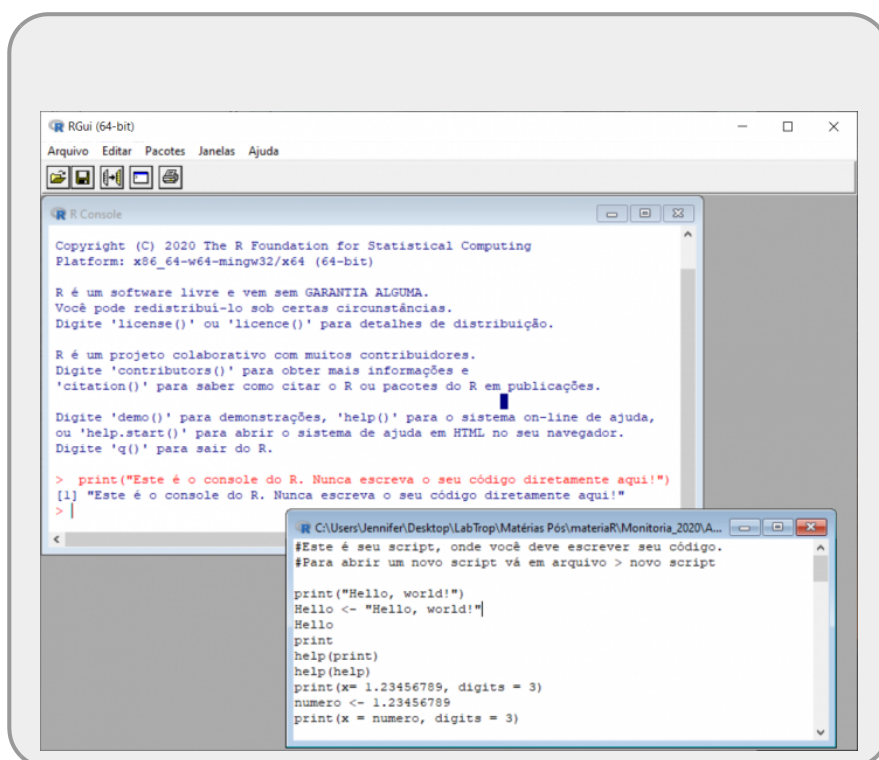 RGui (64-bit)
Arquivo Editar Pacotes Janelas Ajuda
R Console
Copyright (C) 2020 The R Foundation for Statistical Computing
Platform: x86_64-w64-mingw32/x64 (64-bit)
R é um software livre e vem sem GARANTIA ALGUMA.
Você pode redistribuí-lo sob certas circunstâncias.
Digite 'license()' ou 'licence()' para detalhes de distribuição.
R é um projeto colaborativo com muitos contribuidores.
Digite 'contributors()' para obter mais informações e
'citation()' para saber como citar o R ou pacotes do R em publicações.
Digite 'demo()' para demonstrações, 'help()' para o sistema on-line de ajuda,
ou 'help.start()' para abrir o sistema de ajuda em HTML no seu navegador.
Digite 'q()' para sair do R.
> print("Este é o console do R. Nunca escreva o seu código diretamente aqui!")
[1] "Este é o console do R. Nunca escreva o seu código diretamente aqui!"
>
C:\Users\Jennifer\Desktop\LabTrop\Matérias Pós\materiaR\Monitoria_2020\A...
#Este é seu script, onde você deve escrever seu código.
#Para abrir um novo script vá em arquivo > novo script
print("Hello, world!")
Hello <- "Hello, world!"
Hello
print
help(print)
help(help)
print(x= 1.23456789, digits = 3)
numero <- 1.23456789
print(x = numero, digits = 3)